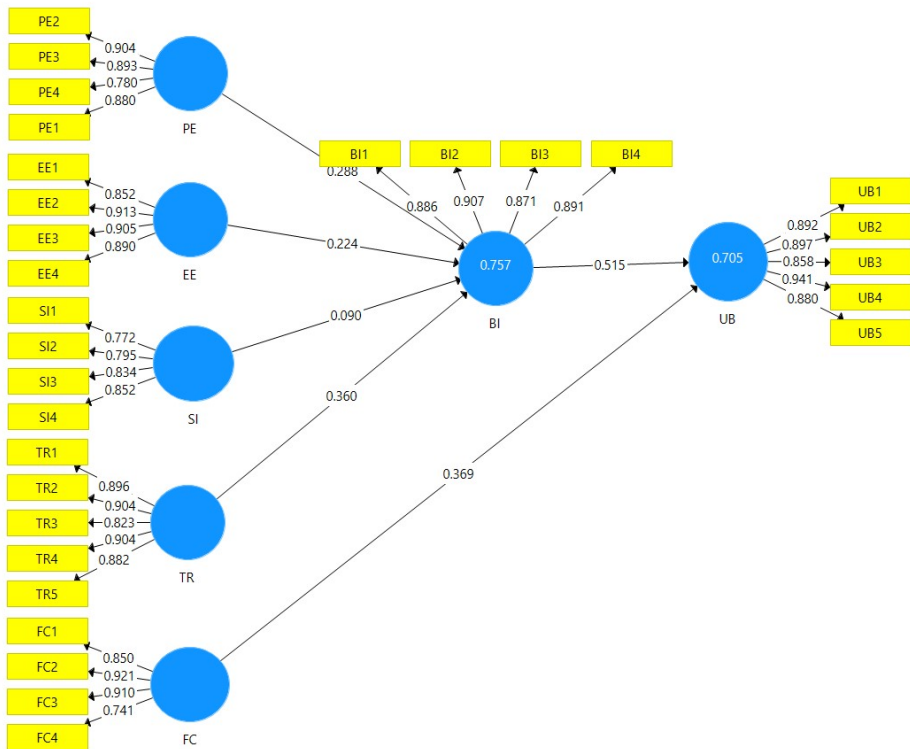 PE2
PE3
PE4
PE1
0.904
0.893
0.780
0.880
PE
EE1
EE2
EE3
EE4
0.852
0.913
0.905
0.890
EE
SI1
SI2
SI3
SI4
0.772
0.795
0.834
0.852
SI
TR1
TR2
TR3
TR4
TR5
0.896
0.904
0.823
0.904
0.882
TR
FC1
FC2
FC3
FC4
0.850
0.921
0.910
0.741
FC
0.288
0.224
0.090
0.360
0.369
BI1
BI2
BI3
BI4
0.886
0.907
0.871
0.891
0.757
BI
0.515
0.705
UB
0.892
0.897
0.858
0.941
0.880
UB1
UB2
UB3
UB4
UB5